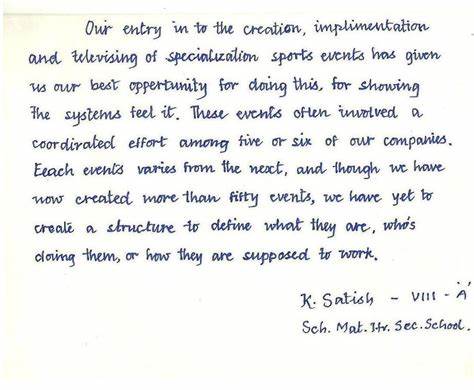 Our entry in to the creation, implimentation
and televising of specialization sports events has given
us our best opportunity for doing this, for showing
the systems feel it. These events often involved a
coordirated effort among five or six of our companies.
Eeach events varies from the next, and though we have
now created more than fifty events, we have yet to
create a structure to define what they are, who's
doing them, or how they are supposed to work.
K. Satish - VIII - 'A'
Sch. Mat. Hr. Sec. School.